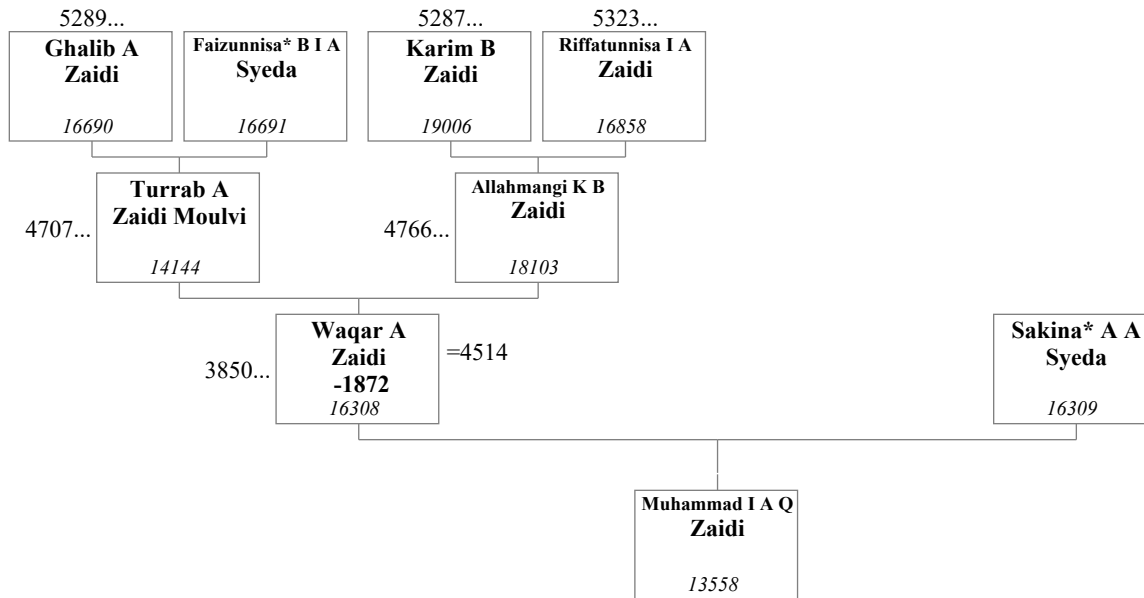 5289...
5287...
5323...
Ghalib A
Zaidi
16690
Faizunnisa* B I A
Syeda
16691
Karim B
Zaidi
19006
Riffatunnisa I A
Zaidi
16858
4707...
Turrab A
Zaidi Moulvi
14144
4766...
Allahmangi K B
Zaidi
18103
3850...
Waqar A
Zaidi
-1872
16308
=4514
Sakina* A A
Syeda
16309
Muhammad I A Q
Zaidi
13558